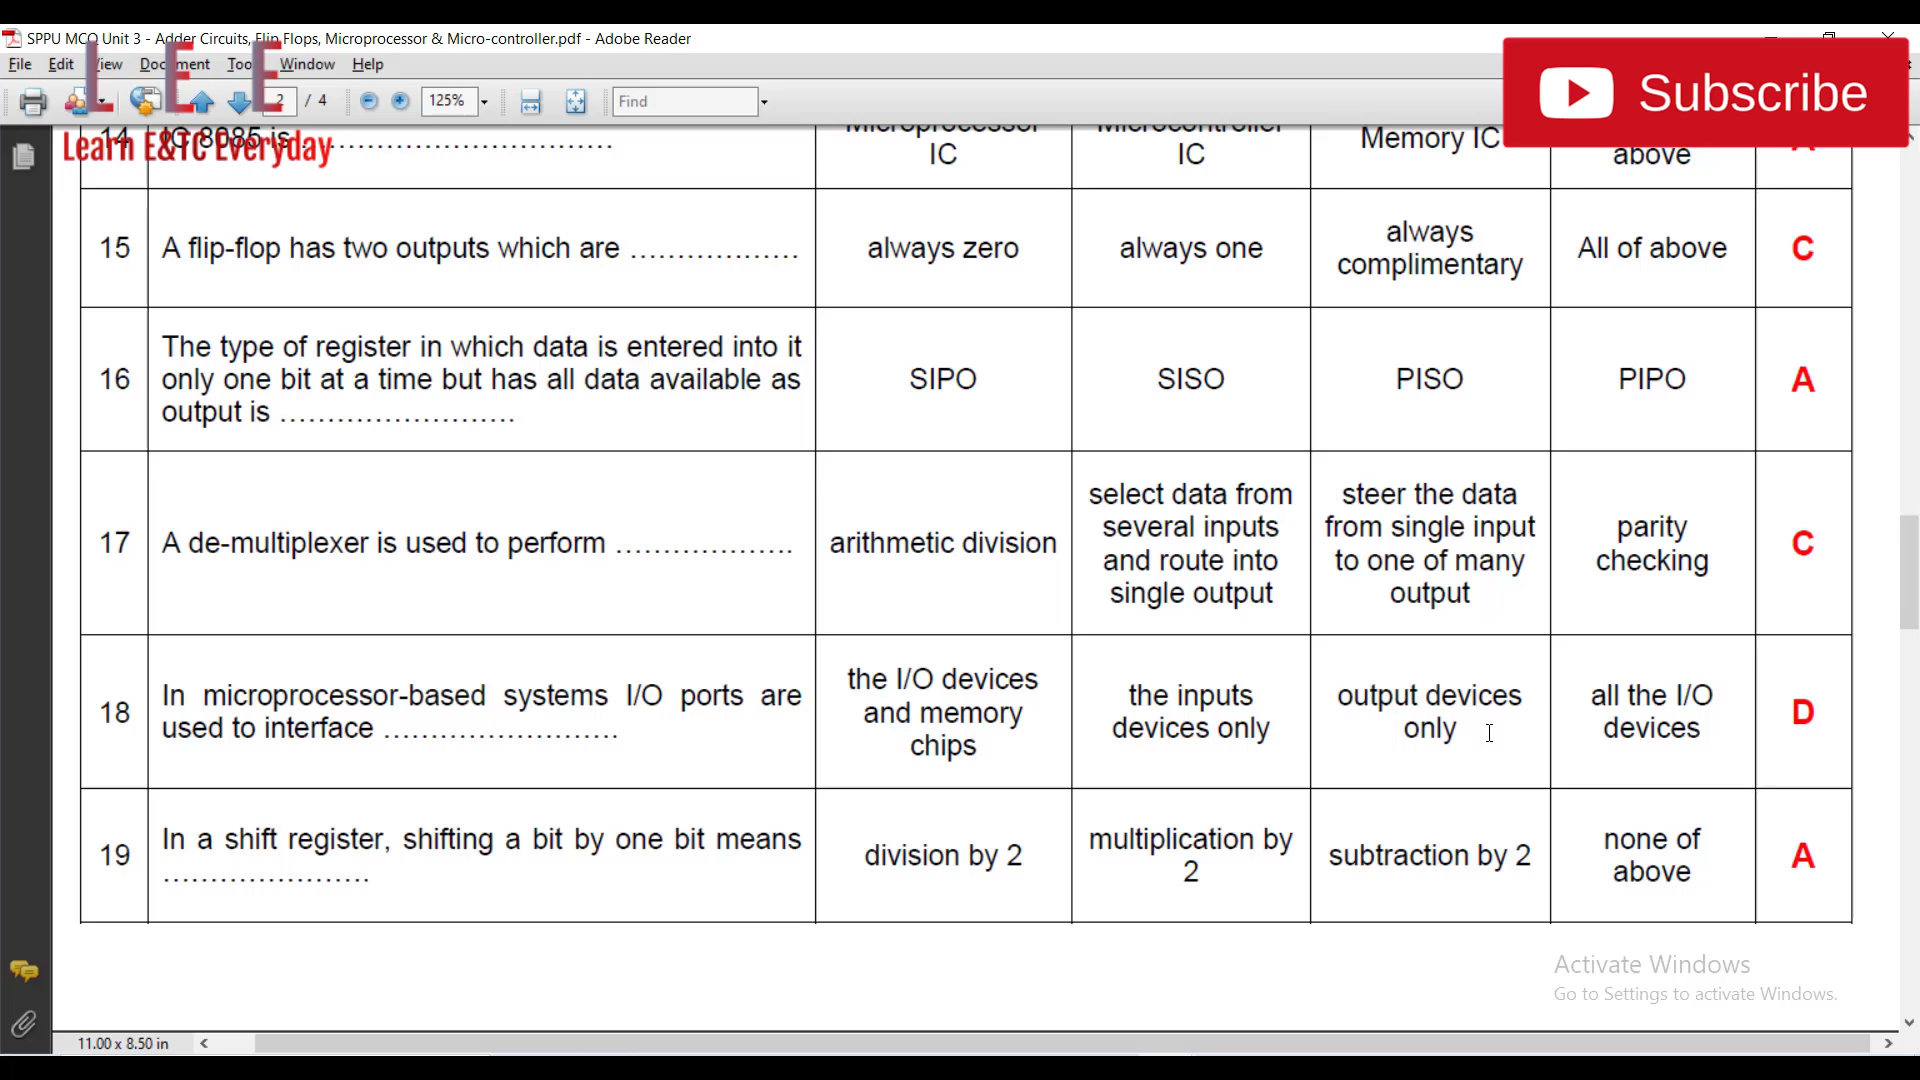 SPPU MCQ Unit 3 - Adder Circuits, Flip Flops, Microprocessor & Micro-controller.pdf - Adobe Reader
File Edit View Document Tools Window Help
L E E
2 / 4 125% Find
Subscribe
Learn E&TC Everyday
14 IC 8085 is ................................ Microprocessor IC Microcontroller IC Memory IC above A
15 A flip-flop has two outputs which are .................. always zero always one always complimentary All of above C
16 The type of register in which data is entered into it
only one bit at a time but has all data available as
output is ......................... SIPO SISO PISO PIPO A
17 A de-multiplexer is used to perform ................... arithmetic division
select data from
several inputs
and route into
single output
steer the data
from single input
to one of many
output
parity
checking
C
18 In microprocessor-based systems I/O ports are
used to interface .........................
the I/O devices
and memory
chips
the inputs
devices only
output devices
only
all the I/O
devices
D
19 In a shift register, shifting a bit by one bit means
......................
division by 2
multiplication by
2
subtraction by 2
none of
above
A
Activate Windows
Go to Settings to activate Windows.
11.00 x 8.50 in